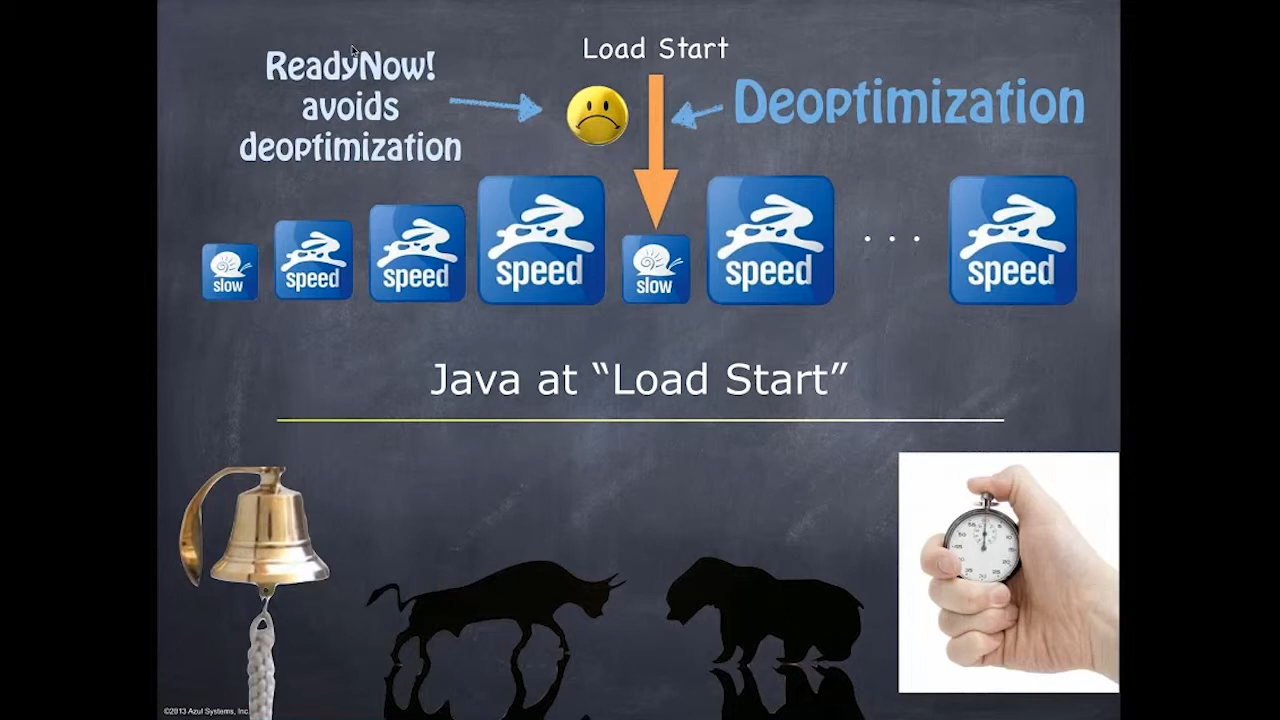 Load Start
ReadyNow!
avoids
deoptimization
Deoptimization
slow
speed
speed
speed
slow
speed
. . .
speed
Java at “Load Start”
©2013 Azul Systems, Inc.